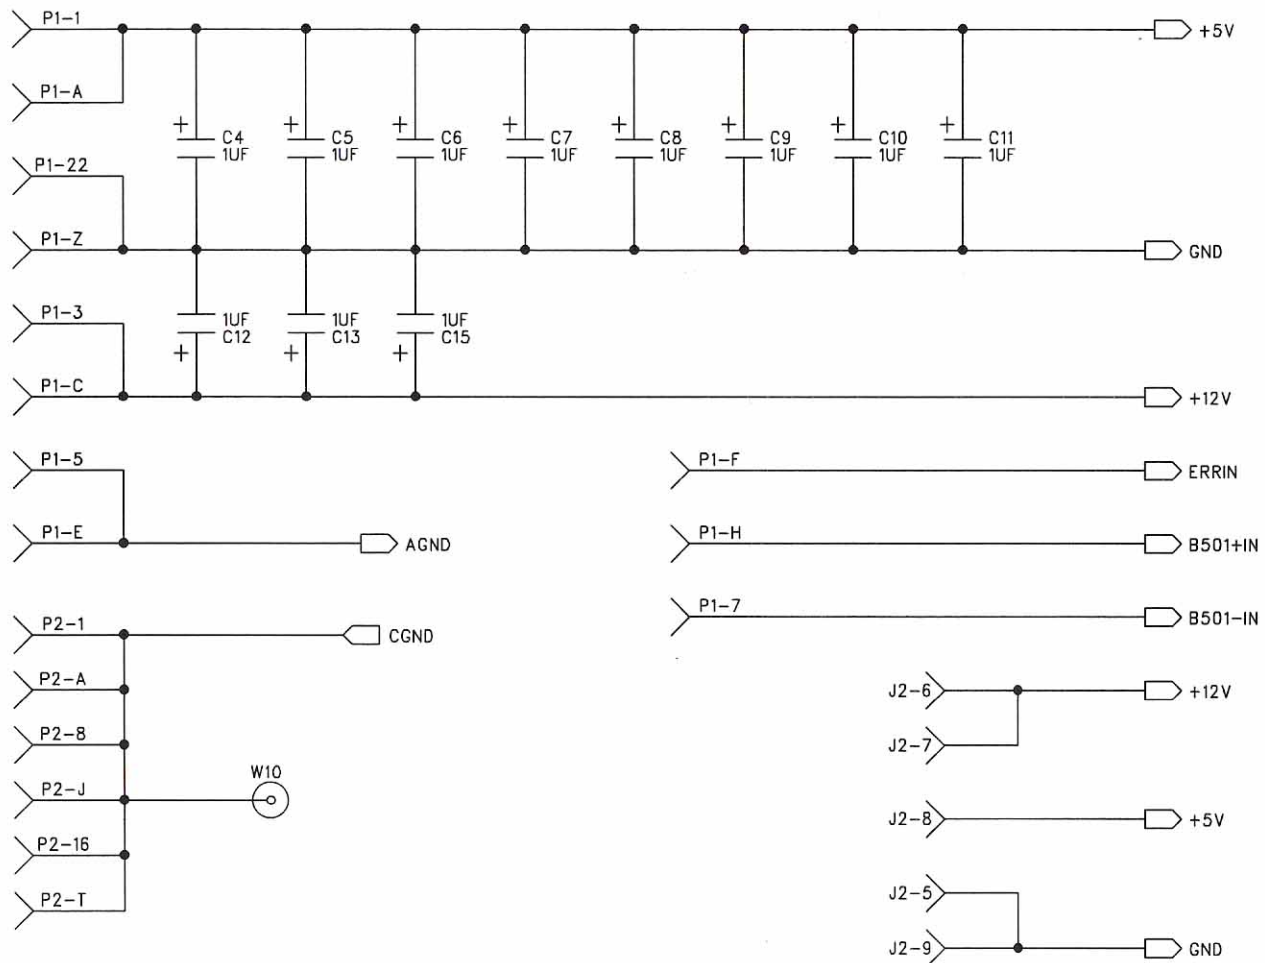 P1-1
+5V
P1-A
+ C4
1UF
+ C5
1UF
+ C6
1UF
+ C7
1UF
+ C8
1UF
+ C9
1UF
+ C10
1UF
+ C11
1UF
P1-22
P1-Z
GND
P1-3
1UF
C12
+
1UF
C13
+
1UF
C15
+
P1-C
+12V
P1-5
P1-F
ERRIN
P1-E
AGND
P1-H
B501+IN
P1-7
B501-IN
P2-1
CGND
P2-A
J2-6
+12V
P2-8
J2-7
W10
P2-J
J2-8
+5V
P2-16
P2-T
J2-5
J2-9
GND